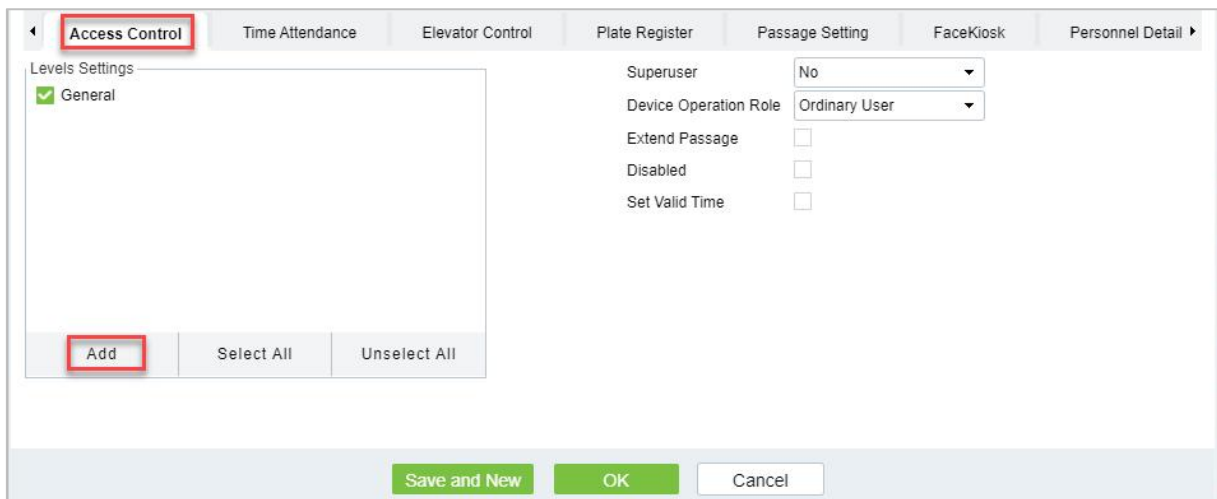 Access Control Time Attendance Elevator Control Plate Register Passage Setting FaceKiosk Personnel Detail
Levels Settings
General
Superuser No
Device Operation Role Ordinary User
Extend Passage
Disabled
Set Valid Time
Add Select All Unselect All
Save and New OK Cancel